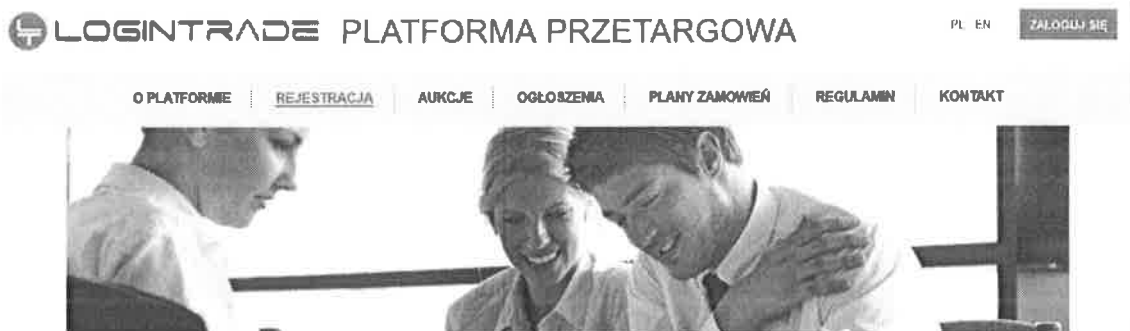 LOGINTRADE PLATFORMA PRZETARGOWA
PL EN
ZALOGUJ SIĘ
O PLATFORMIE REJESTRACJA AUKCJE OGŁOSZENIA PLANY ZAMÓWIEŃ REGULAMIN KONTAKT